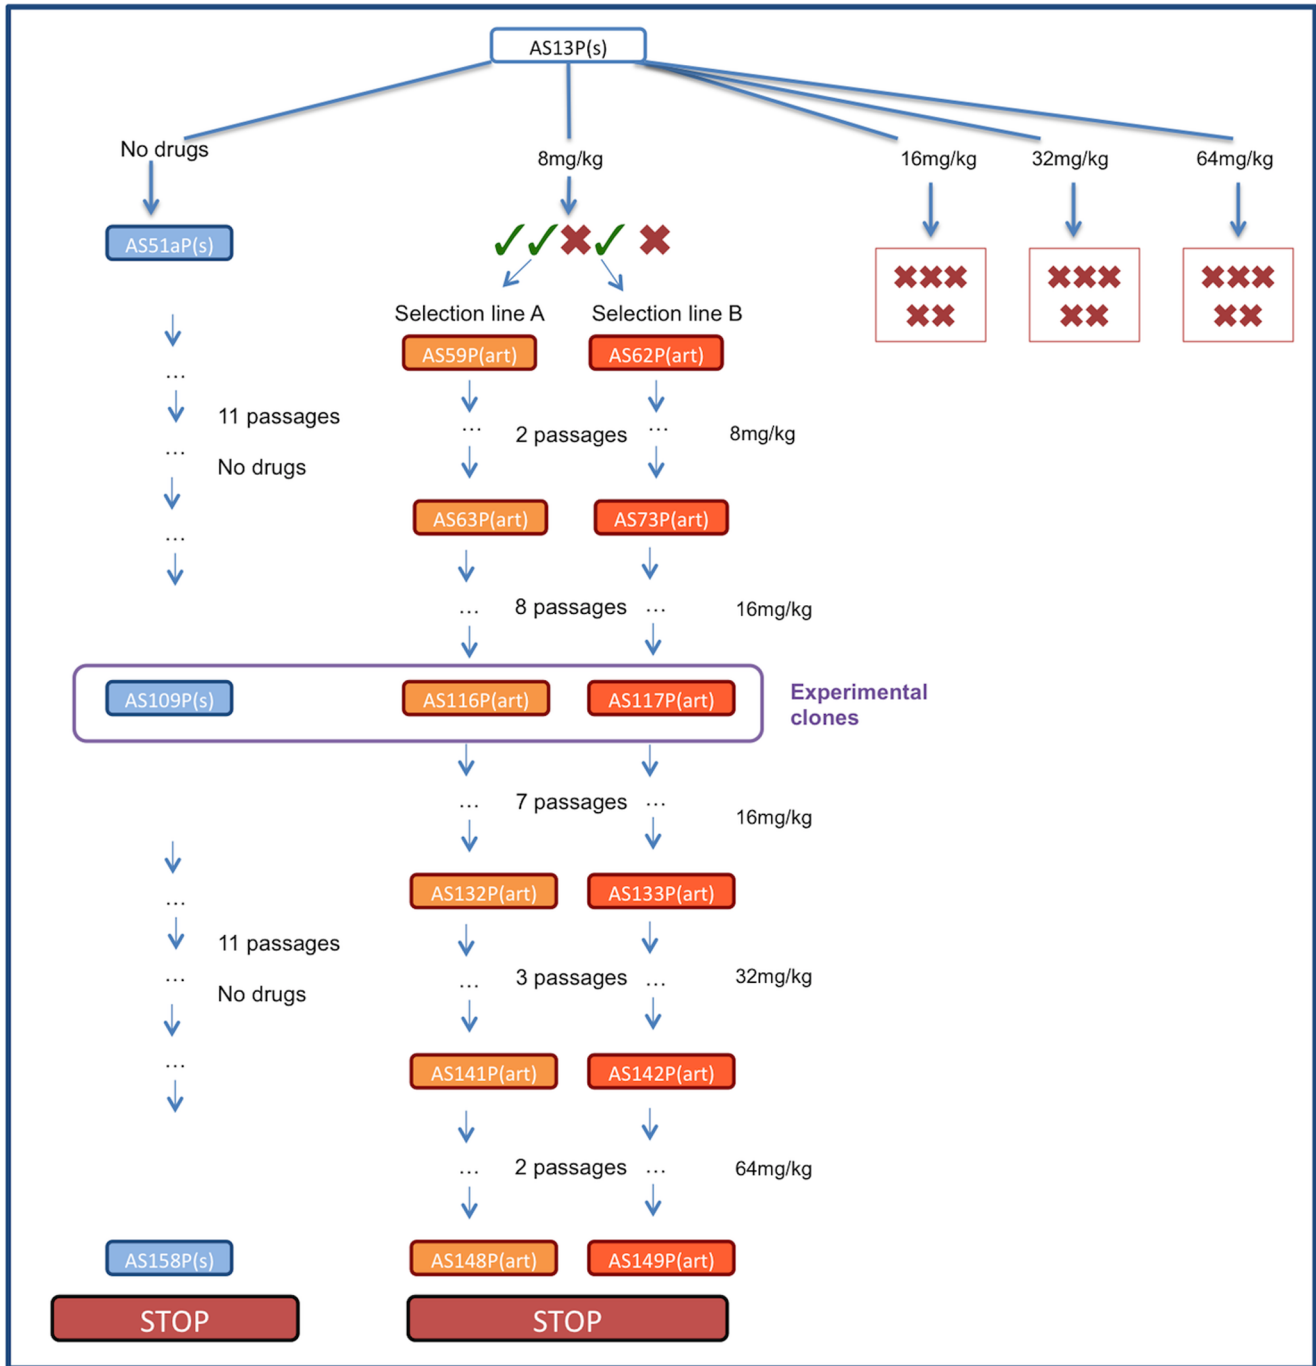 AS13P(s)
No drugs
8mg/kg
16mg/kg
32mg/kg
64mg/kg
AS51aP(s)
Selection line A
Selection line B
AS59P(art)
AS62P(art)
...
11 passages
...
2 passages
...
8mg/kg
...
No drugs
AS63P(art)
AS73P(art)
...
...
8 passages
...
16mg/kg
AS109P(s)
AS116P(art)
AS117P(art)
Experimental
clones
...
7 passages
...
16mg/kg
AS132P(art)
AS133P(art)
...
11 passages
...
No drugs
...
3 passages
...
32mg/kg
...
AS141P(art)
AS142P(art)
...
2 passages
...
64mg/kg
AS158P(s)
AS148P(art)
AS149P(art)
STOP
STOP